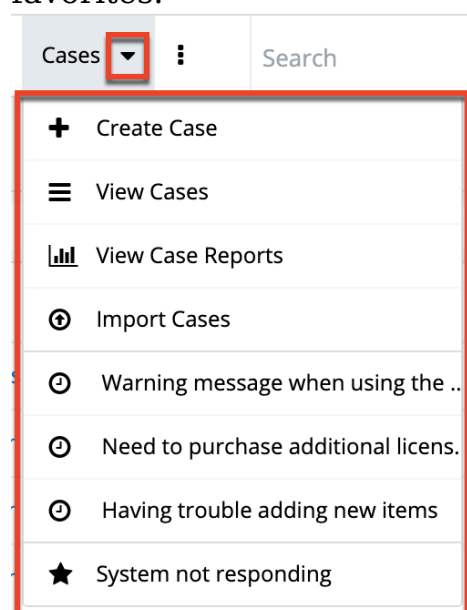 favorites.
Cases
Search
Create Case
View Cases
View Case Reports
Import Cases
Warning message when using the ..
Need to purchase additional licens.
Having trouble adding new items
System not responding